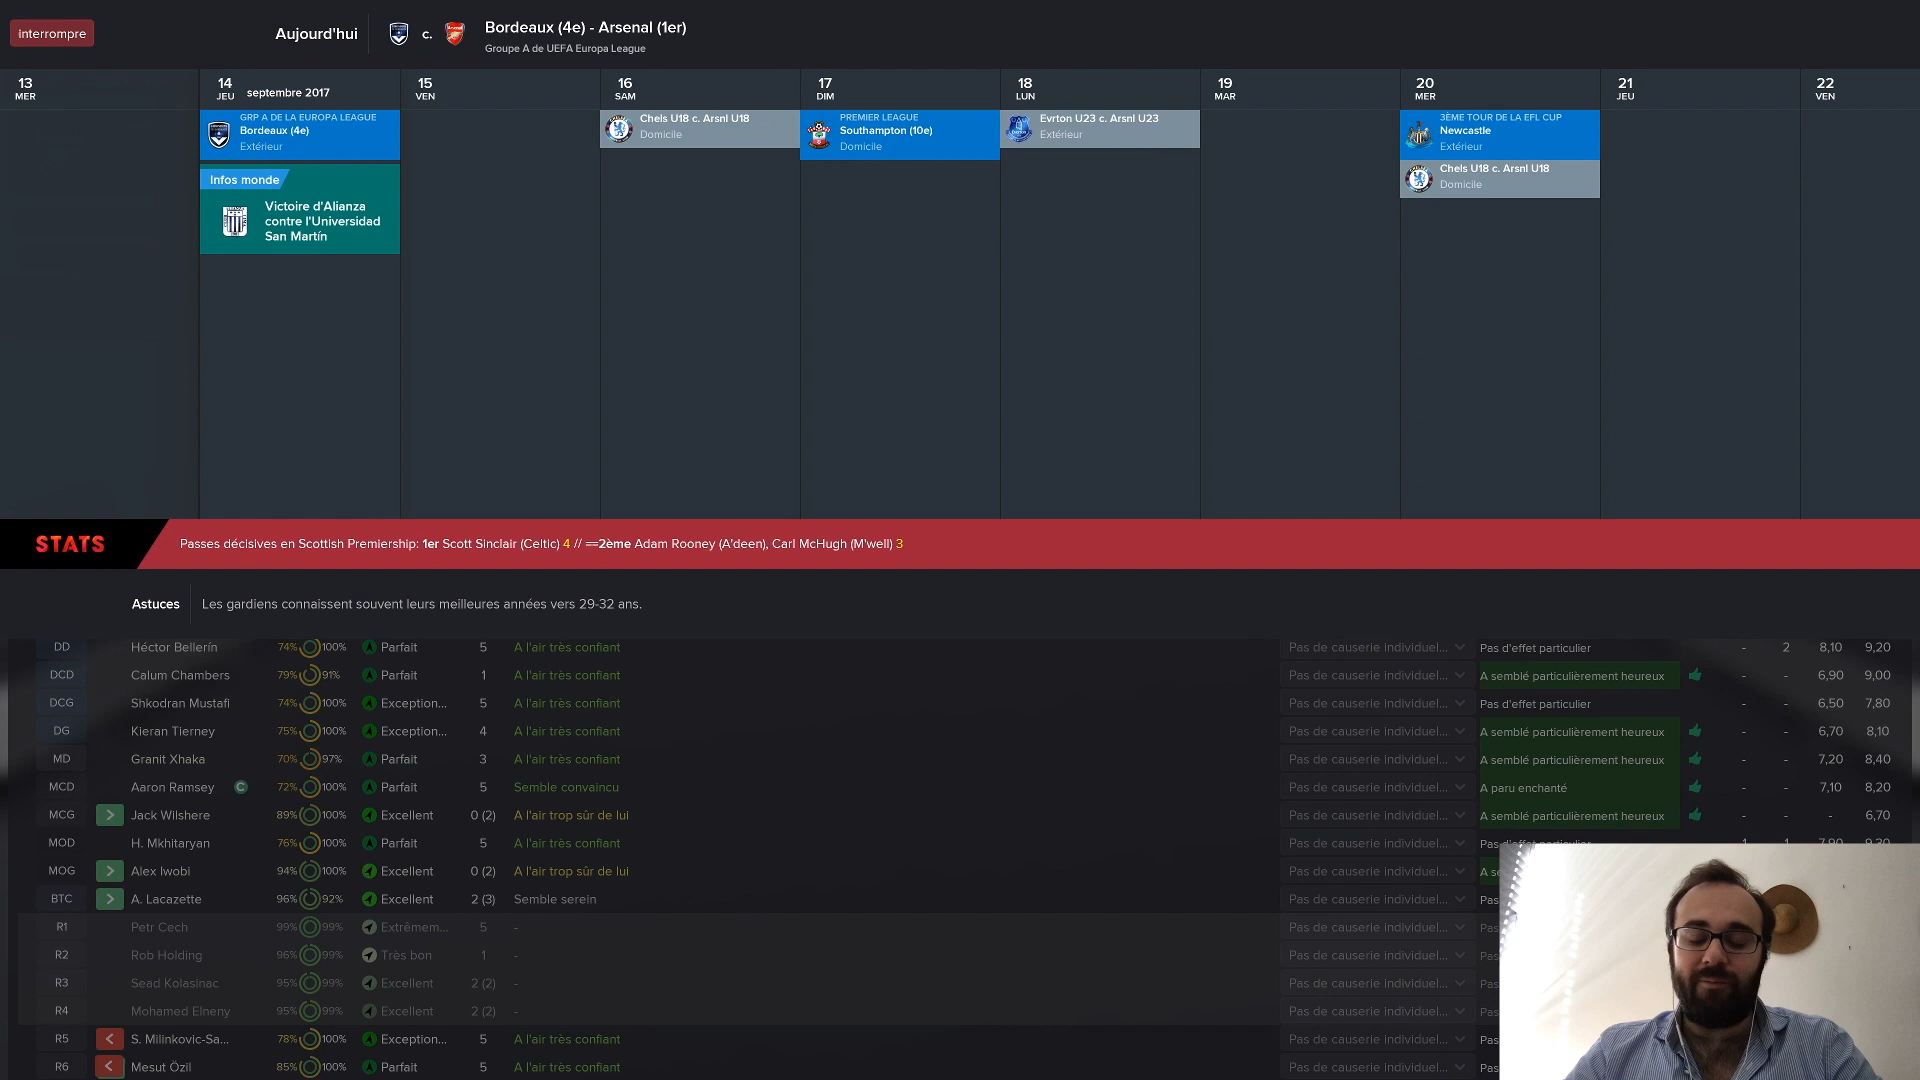 interrompre
Aujourd'hui
c.
Bordeaux (4e) - Arsenal (1er)
Groupe A de UEFA Europa League
13 MER
14 JEU septembre 2017
15 VEN
16 SAM
17 DIM
18 LUN
19 MAR
20 MER
21 JEU
22 VEN
GRP A DE LA EUROPA LEAGUE
Bordeaux (4e)
Extérieur
Infos monde
Victoire d'Alianza
contre l'Universidad
San Martín
Chels U18 c. Arsnl U18
Domicile
PREMIER LEAGUE
Southampton (10e)
Domicile
Evrton U23 c. Arsnl U23
Extérieur
3ÈME TOUR DE LA EFL CUP
Newcastle
Extérieur
Chels U18 c. Arsnl U18
Domicile
STATS
Passes décisives en Scottish Premiership: 1er Scott Sinclair (Celtic) 4 // ==2ème Adam Rooney (A'deen), Carl McHugh (M'well) 3
Astuces
Les gardiens connaissent souvent leurs meilleures années vers 29-32 ans.
DD Héctor Bellerín 74% 100% Parfait 5 A l'air très confiant Pas de causerie individuel... Pas d'effet particulier - 2 8,10 9,20
DCD Calum Chambers 79% 91% Parfait 1 A l'air très confiant Pas de causerie individuel... A semblé particulièrement heureux - - 6,90 9,00
DCG Shkodran Mustafi 74% 100% Exception... 5 A l'air très confiant Pas de causerie individuel... Pas d'effet particulier - - 6,50 7,80
DG Kieran Tierney 75% 100% Exception... 4 A l'air très confiant Pas de causerie individuel... A semblé particulièrement heureux - - 6,70 8,10
MD Granit Xhaka 70% 97% Parfait 3 A l'air très confiant Pas de causerie individuel... A semblé particulièrement heureux - - 7,20 8,40
MCD Aaron Ramsey C 72% 100% Parfait 5 Semble convaincu Pas de causerie individuel... A paru enchanté - - 7,10 8,20
MCG Jack Wilshere 89% 100% Excellent 0 (2) A l'air trop sûr de lui Pas de causerie individuel... A semblé particulièrement heureux - - - 6,70
MOD H. Mkhitaryan 76% 100% Parfait 5 A l'air très confiant Pas de causerie individuel... Pas d'effet particulier 1 1 7,90 9,30
MOG Alex Iwobi 94% 100% Excellent 0 (2) A l'air trop sûr de lui Pas de causerie individuel... A se
BTC A. Lacazette 96% 92% Excellent 2 (3) Semble serein Pas de causerie individuel... Pas
R1 Petr Cech 99% 99% Extrêmem... 5 - Pas de causerie individuel... Pas
R2 Rob Holding 96% 99% Très bon 1 - Pas de causerie individuel... Pas
R3 Sead Kolasinac 95% 99% Excellent 2 (2) - Pas de causerie individuel... Pas
R4 Mohamed Elneny 95% 99% Excellent 2 (2) - Pas de causerie individuel... Pas
R5 S. Milinkovic-Sa... 78% 100% Exception... 5 A l'air très confiant Pas de causerie individuel... Pas
R6 Mesut Özil 85% 100% Parfait 5 A l'air très confiant Pas de causerie individuel... Pas